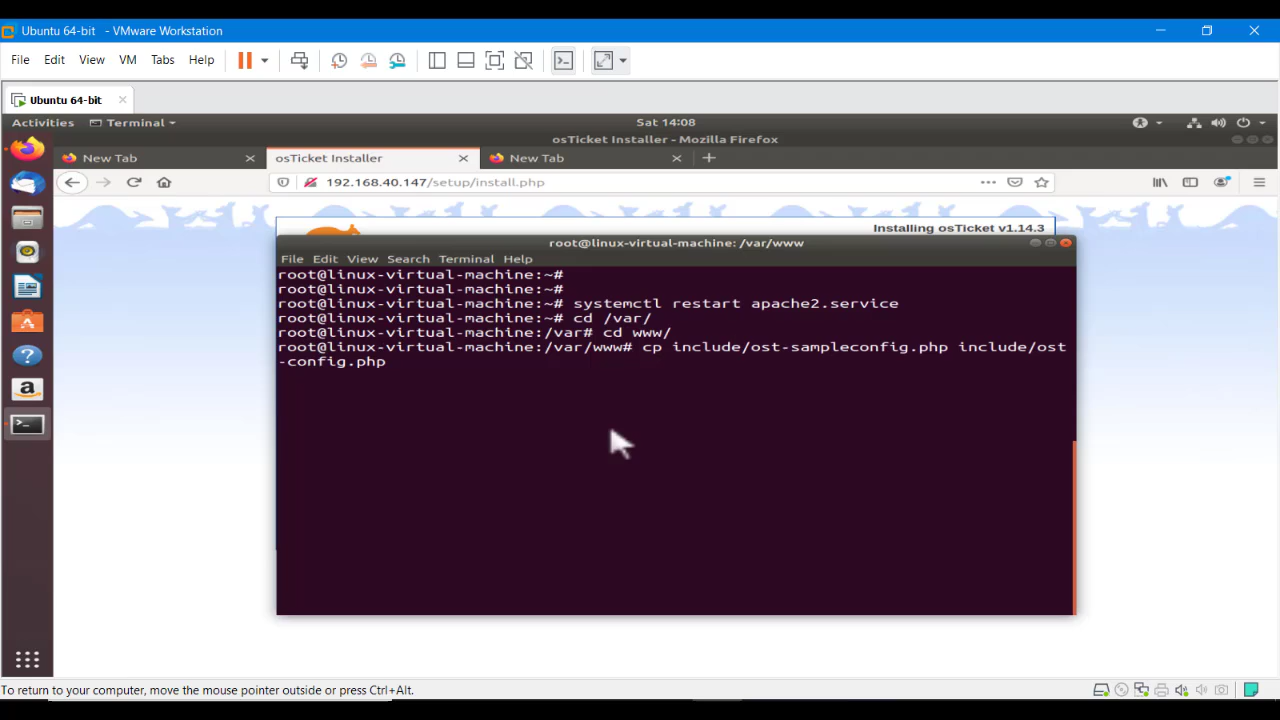 Ubuntu 64-bit - VMware Workstation
File Edit View VM Tabs Help
Ubuntu 64-bit
Activities Terminal Sat 14:08
osTicket Installer - Mozilla Firefox
New Tab osTicket Installer New Tab
192.168.40.147/setup/install.php
Installing osTicket v1.14.3
root@linux-virtual-machine: /var/www
File Edit View Search Terminal Help
root@linux-virtual-machine:~#
root@linux-virtual-machine:~#
root@linux-virtual-machine:~# systemctl restart apache2.service
root@linux-virtual-machine:~# cd /var/
root@linux-virtual-machine:/var# cd www/
root@linux-virtual-machine:/var/www# cp include/ost-sampleconfig.php include/ost
-config.php
To return to your computer, move the mouse pointer outside or press Ctrl+Alt.